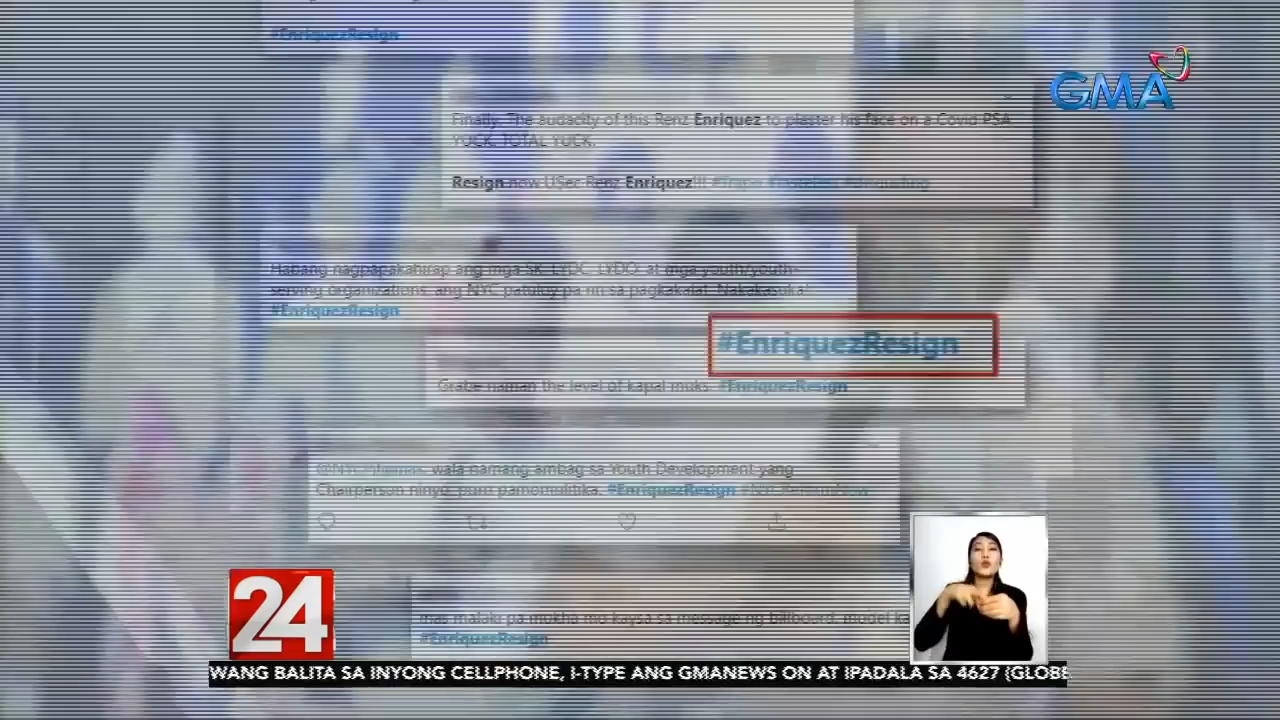 #EnriquezResign
GMA
Finally. The audacity of this Renz Enriquez to plaster his face on a Covid PSA.
YUCK. TOTAL YUCK.
Resign now USec Renz Enriquez!!! #Trapo
Habang nagpapakahirap ang mga SK, LYDC, LYDO, at mga youth/youth-
serving organizations, ang NYC patuloy pa rin sa pagkakalat. Nakakasuka!
#EnriquezResign
#EnriquezResign
Grabe naman the level of kapal muks. #EnriquezResign
wala namang ambag sa Youth Development yang
Chairperson ninyo, puro pamomulitika. #EnriquezResign
24
mas malaki pa mukha mo kaysa sa message ng billboard, model ka
#EnriquezResign
WANG BALITA SA INYONG CELLPHONE, I-TYPE ANG GMANEWS ON AT IPADALA SA 4627 (GLOBE